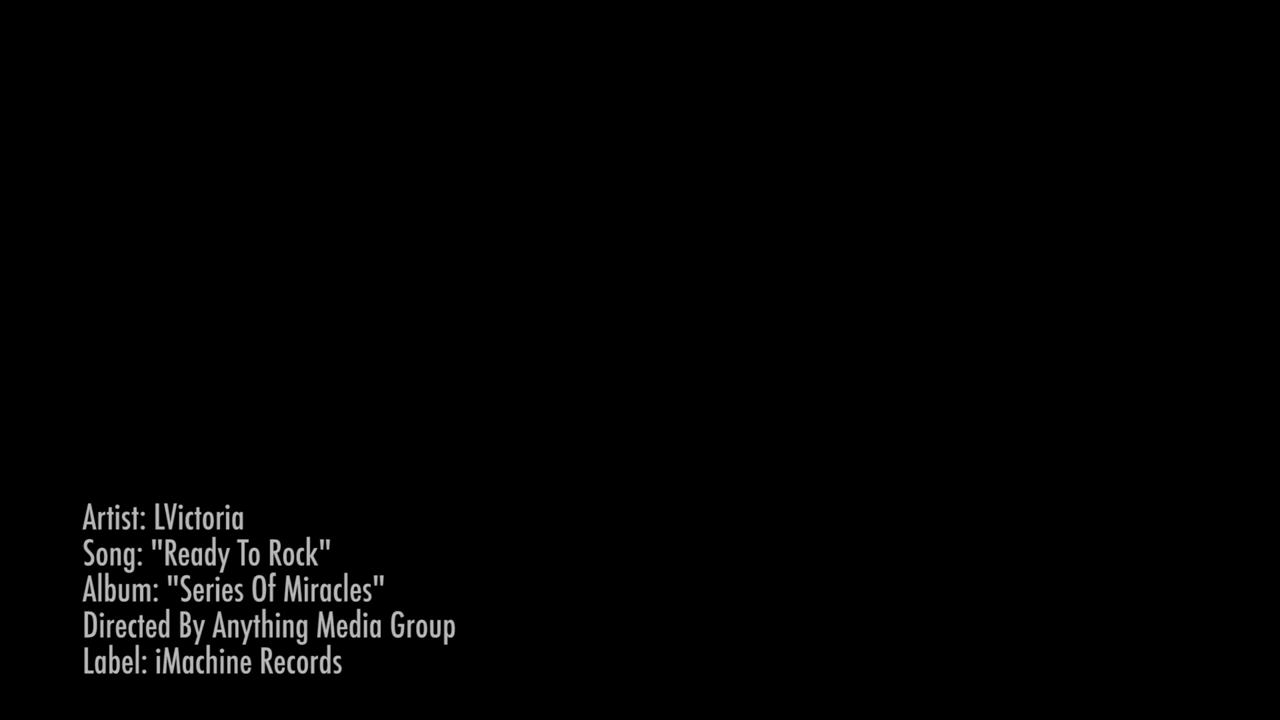 Artist: LVictoria
Song: "Ready To Rock"
Album: "Series Of Miracles"
Directed By Anything Media Group
Label: iMachine Records